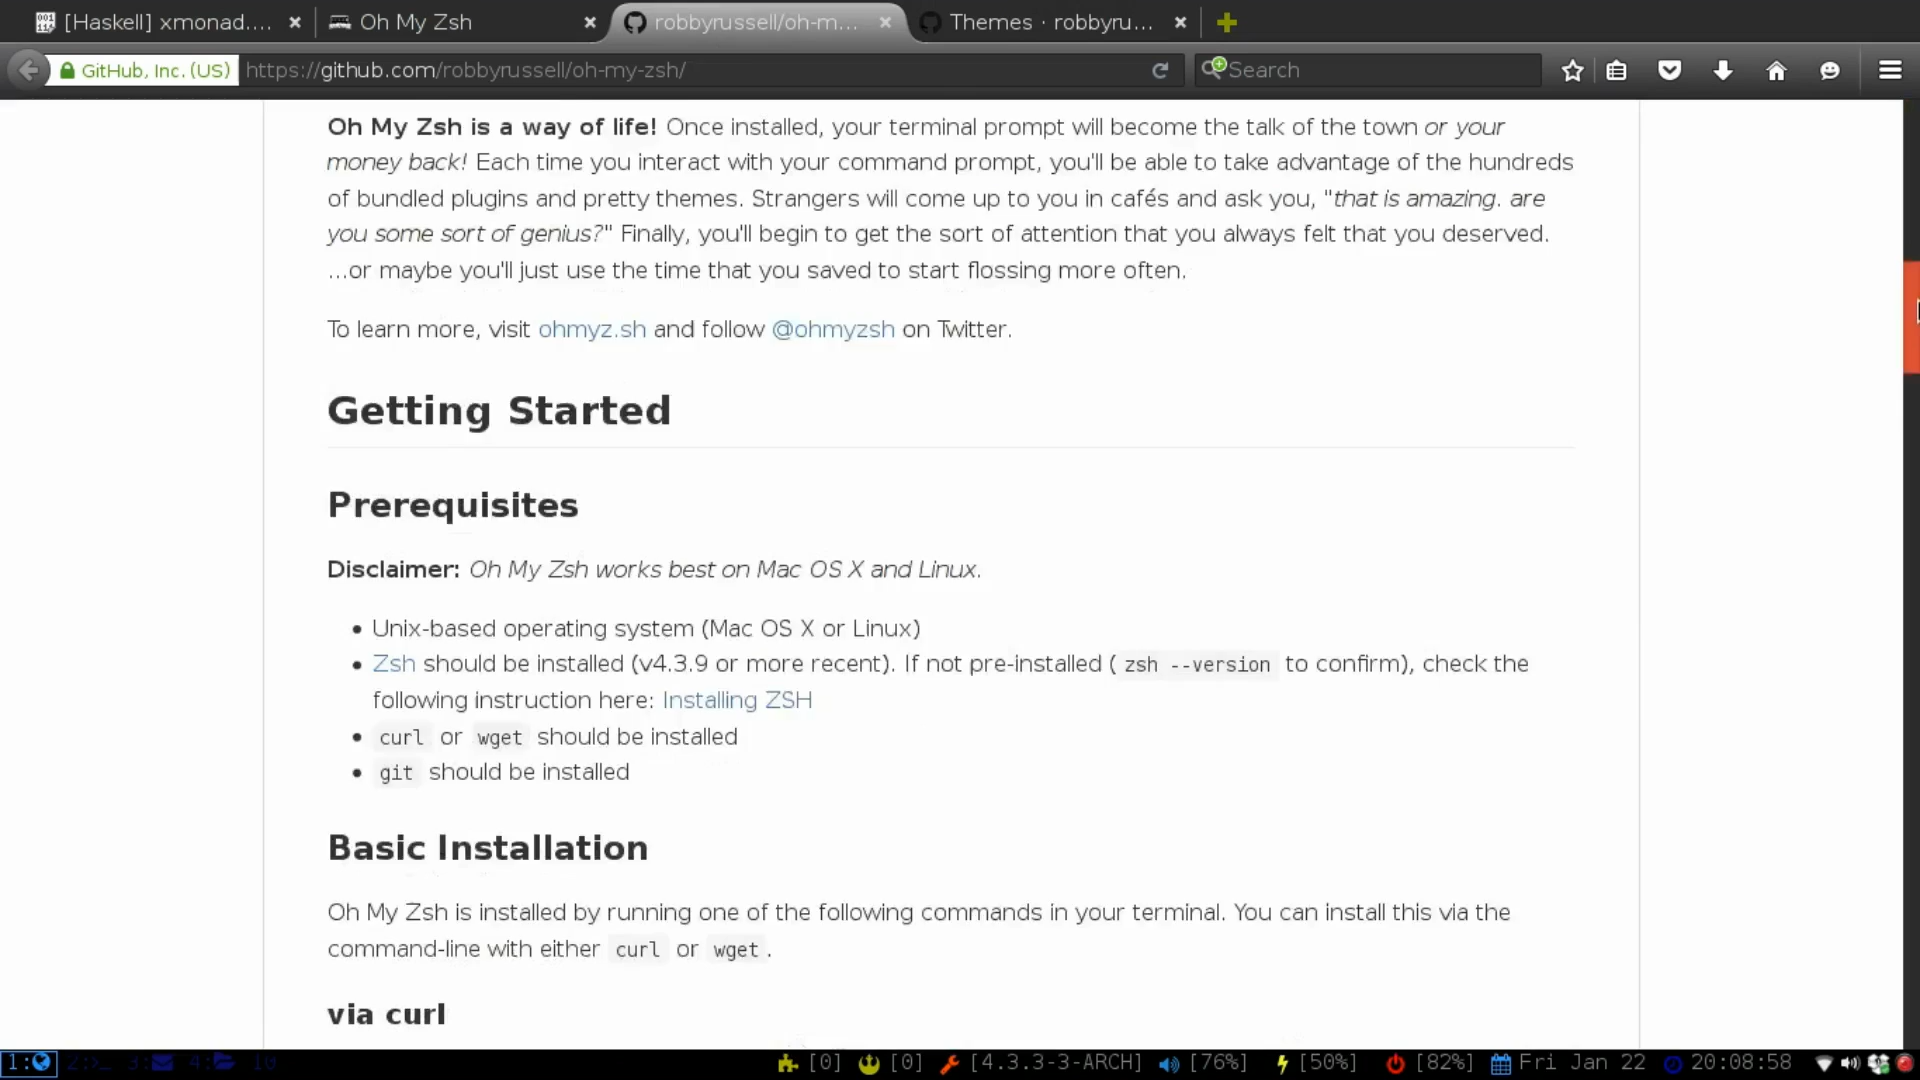 [Haskell] xmonad.... Oh My Zsh robbyrussell/oh-m... Themes · robbyru...
GitHub, Inc. (US) https://github.com/robbyrussell/oh-my-zsh/ Search
Oh My Zsh is a way of life! Once installed, your terminal prompt will become the talk of the town or your
money back! Each time you interact with your command prompt, you'll be able to take advantage of the hundreds
of bundled plugins and pretty themes. Strangers will come up to you in cafés and ask you, "that is amazing. are
you some sort of genius?" Finally, you'll begin to get the sort of attention that you always felt that you deserved.
...or maybe you'll just use the time that you saved to start flossing more often.
To learn more, visit ohmyz.sh and follow @ohmyzsh on Twitter.
Getting Started
Prerequisites
Disclaimer: Oh My Zsh works best on Mac OS X and Linux.
• Unix-based operating system (Mac OS X or Linux)
• Zsh should be installed (v4.3.9 or more recent). If not pre-installed ( zsh --version to confirm), check the
following instruction here: Installing ZSH
• curl or wget should be installed
• git should be installed
Basic Installation
Oh My Zsh is installed by running one of the following commands in your terminal. You can install this via the
command-line with either curl or wget .
via curl
1: 2: 3: 4: 10 [0] [0] [4.3.3-3-ARCH] [76%] [50%] [82%] Fri Jan 22 20:08:58